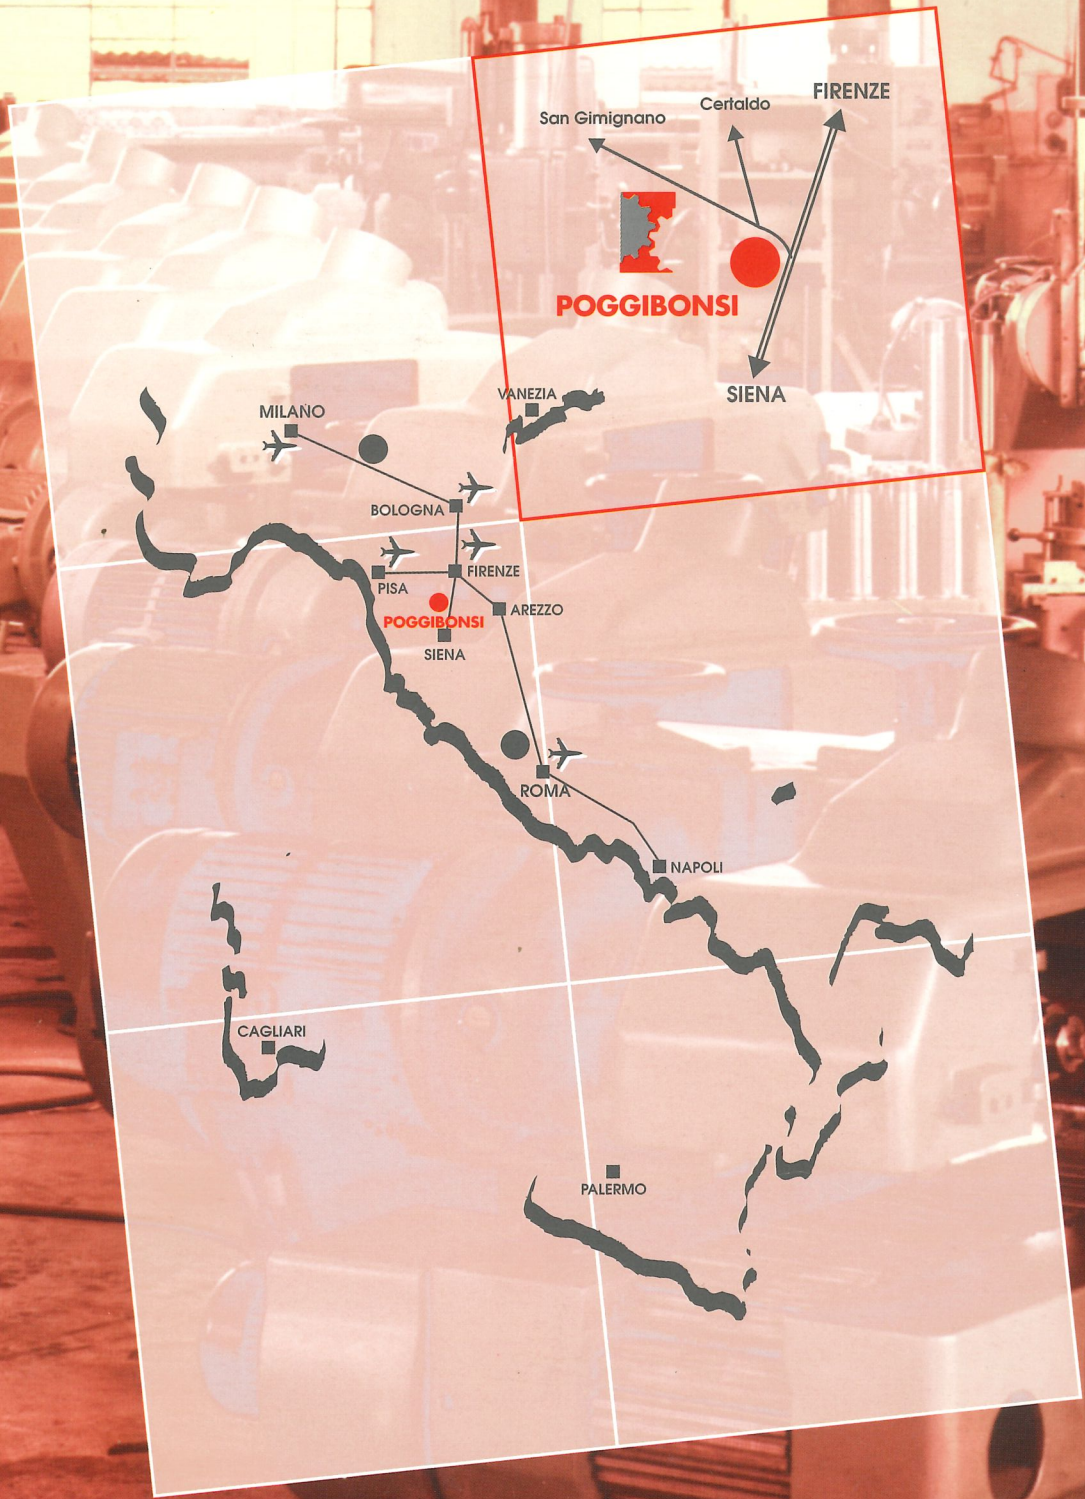 FIRENZE
Certaldo
San Gimignano
POGGIBONSI
SIENA
VANEZIA
MILANO
BOLOGNA
FIRENZE
PISA
AREZZO
POGGIBONSI
SIENA
ROMA
NAPOLI
CAGLIARI
PALERMO